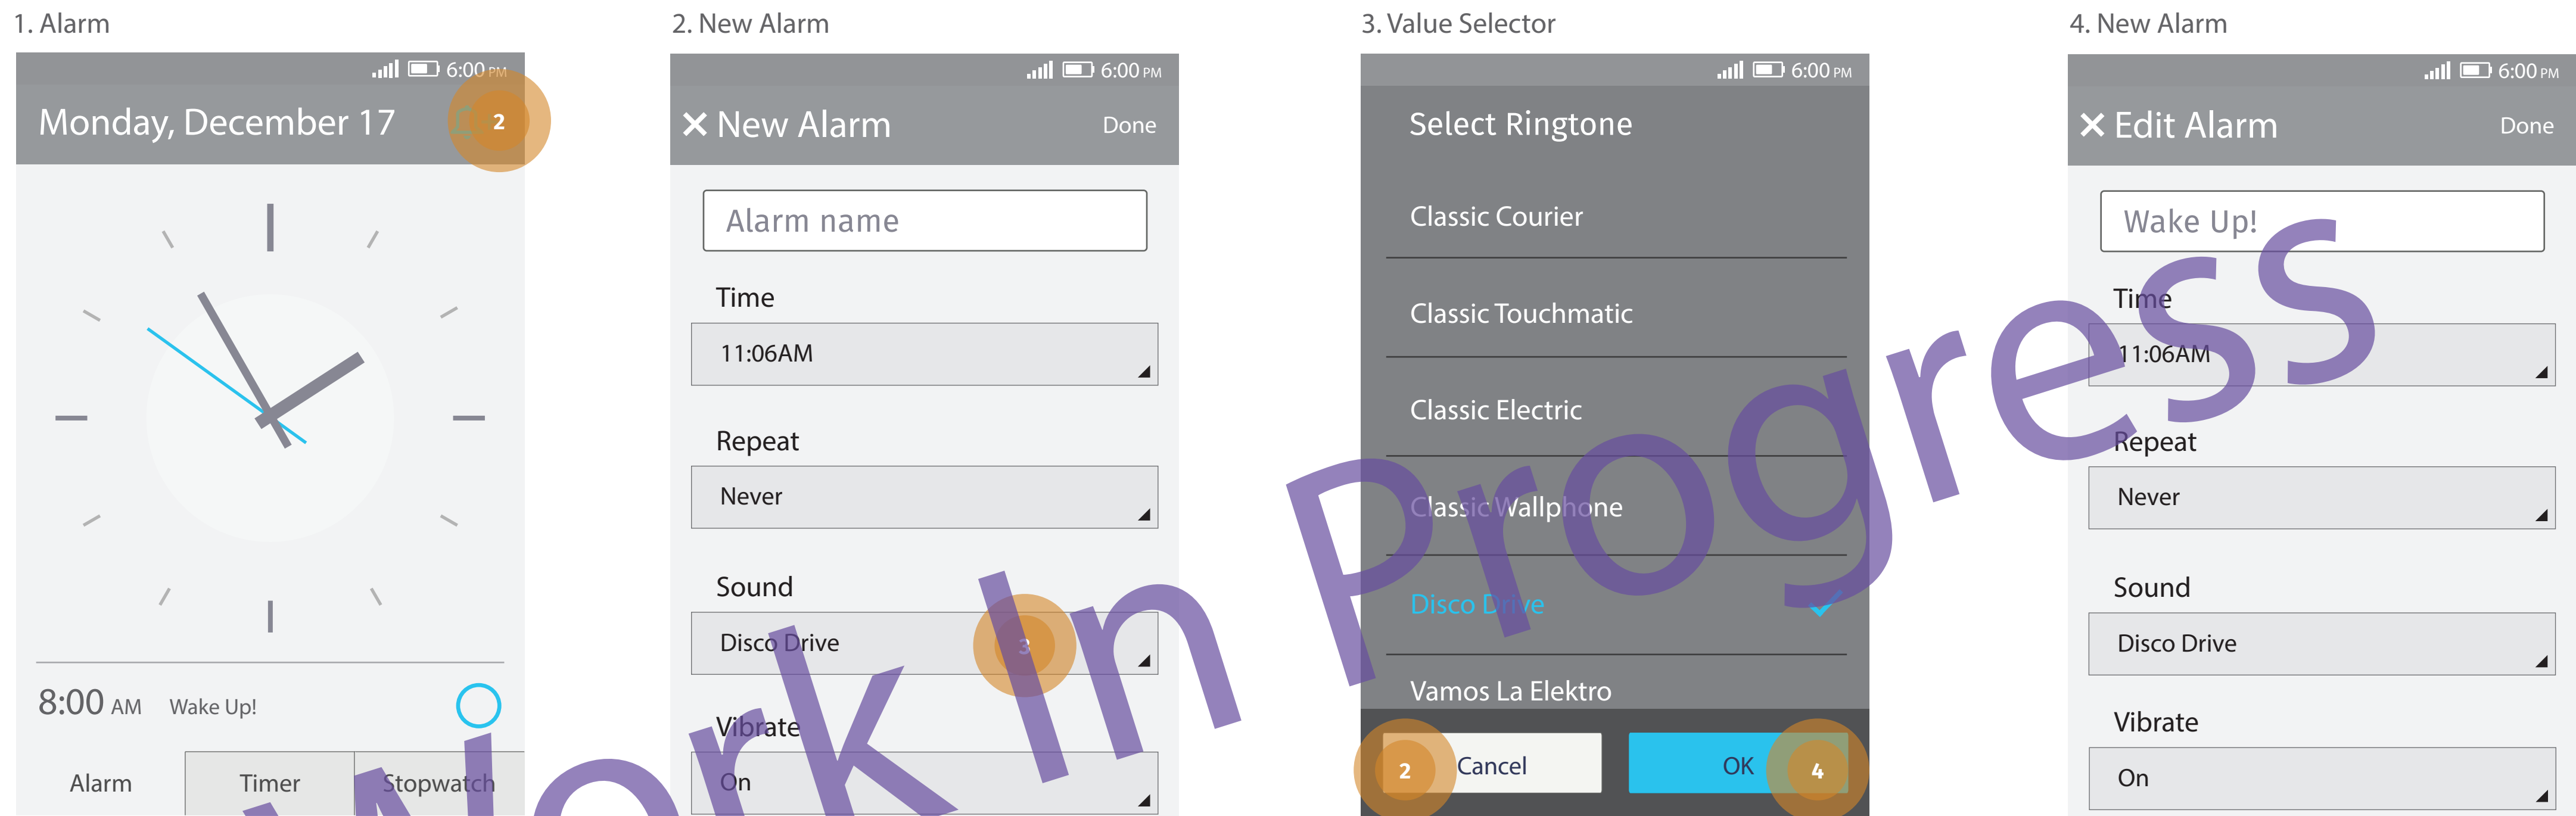 1. Alarm
6:00 PM
Monday, December 17
2
8:00 AM Wake Up!
Alarm Timer Stopwatch
2. New Alarm
6:00 PM
New Alarm Done
Alarm name
Time
11:06AM
Repeat
Never
Sound
Disco Drive
3
Vibrate
On
3. Value Selector
6:00 PM
Select Ringtone
Classic Courier
Classic Touchmatic
Classic Electric
Classic Wallphone
Disco Drive
Vamos La Elektro
2 Cancel OK 4
4. New Alarm
6:00 PM
Edit Alarm Done
Wake Up!
Time
11:06AM
Repeat
Never
Sound
Disco Drive
Vibrate
On
Work In Progress